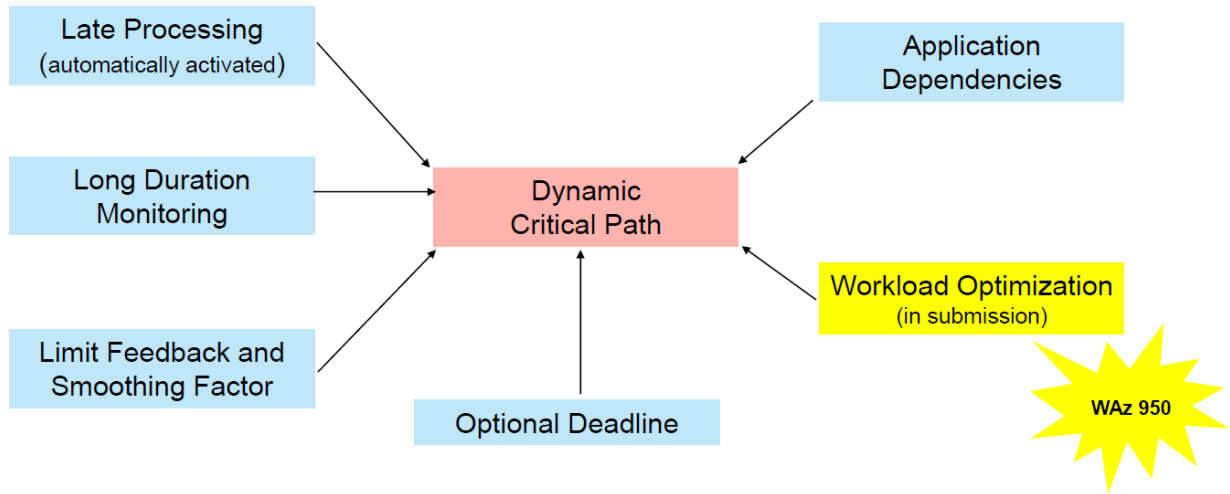 Late Processing
(automatically activated)
Application
Dependencies
Long Duration
Monitoring
Dynamic
Critical Path
Workload Optimization
(in submission)
Limit Feedback and
Smoothing Factor
Optional Deadline
WAz 950